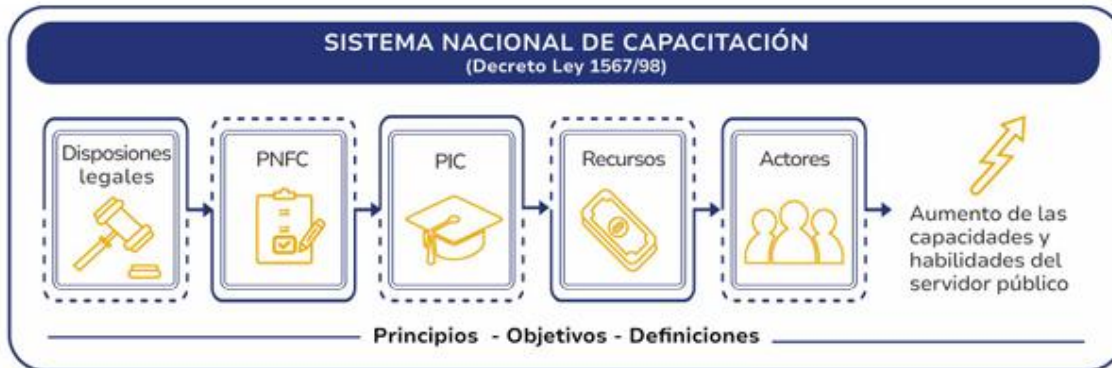 SISTEMA NACIONAL DE CAPACITACIÓN
(Decreto Ley 1567/98)
Disposiones
legales
PNFC
PIC
Recursos
Actores
Aumento de las
capacidades y
habilidades del
servidor público
Principios - Objetivos - Definiciones